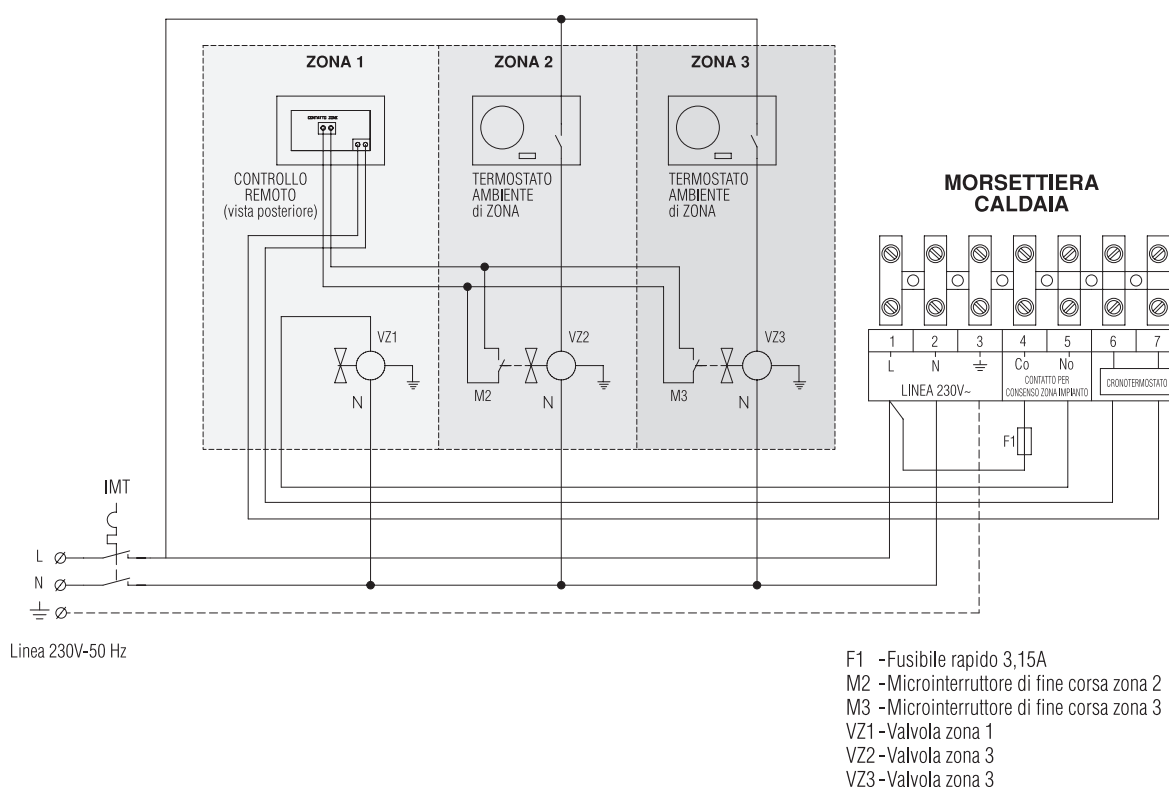 ZONA 1
ZONA 2
ZONA 3
CONTATTO ZONE
CONTROLLO
REMOTO
(vista posteriore)
TERMOSTATO
AMBIENTE
di ZONA
TERMOSTATO
AMBIENTE
di ZONA
MORSETTIERA
CALDAIA
VZ1
VZ2
VZ3
M2
M3
N
N
N
1 2 3 4 5 6 7
L N Co No
LINEA 230V~
CONTATTO PER
CONSENSO ZONA IMPIANTO
CRONOTERMOSTATO
F1
IMT
L
N
Linea 230V-50 Hz
F1 -Fusibile rapido 3,15A
M2 -Microinterruttore di fine corsa zona 2
M3 -Microinterruttore di fine corsa zona 3
VZ1-Valvola zona 1
VZ2-Valvola zona 3
VZ3-Valvola zona 3